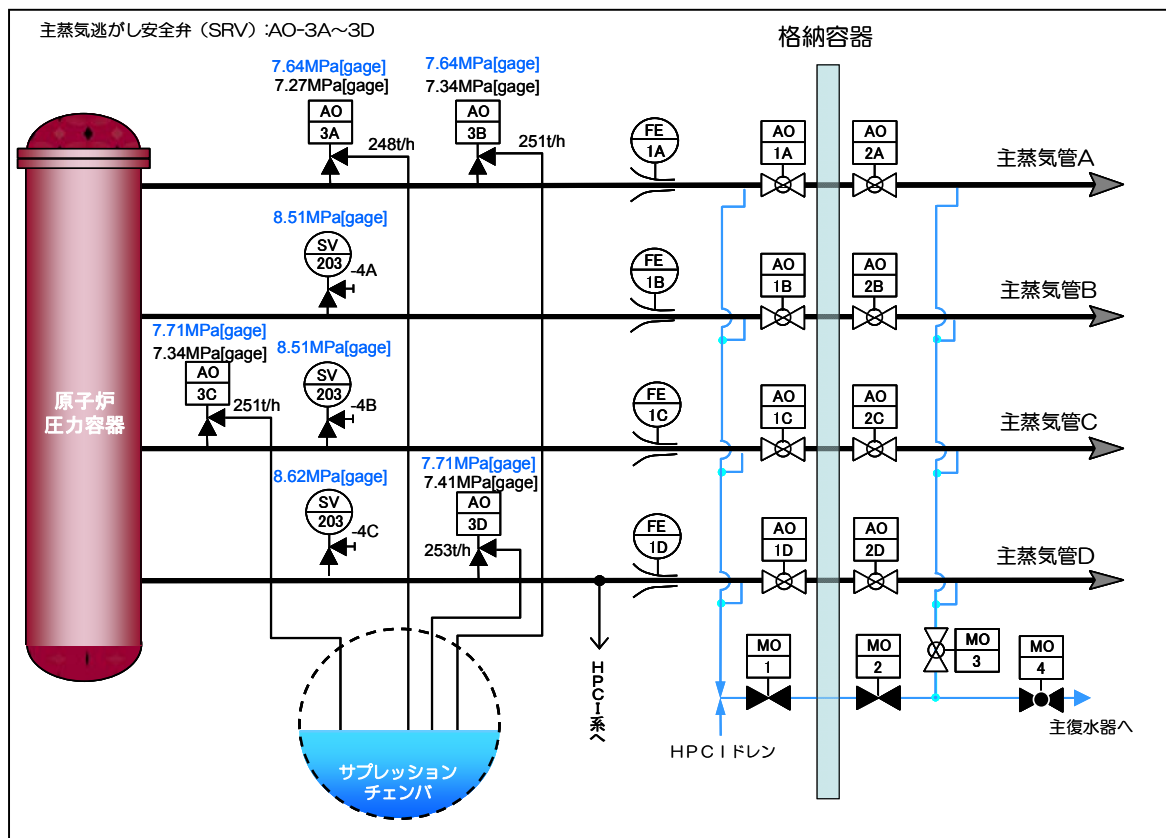 主蒸気逃がし安全弁（SRV）:AO-3A～3D
格納容器
7.64MPa[gage]
7.27MPa[gage]
AO
3A
248t/h
7.64MPa[gage]
7.34MPa[gage]
AO
3B
251t/h
FE
1A
AO
1A
AO
2A
主蒸気管A
8.51MPa[gage]
SV
203
-4A
FE
1B
AO
1B
AO
2B
主蒸気管B
7.71MPa[gage]
7.34MPa[gage]
AO
3C
251t/h
8.51MPa[gage]
SV
203
-4B
FE
1C
AO
1C
AO
2C
主蒸気管C
原子炉
圧力容器
8.62MPa[gage]
SV
203
-4C
7.71MPa[gage]
7.41MPa[gage]
AO
3D
253t/h
FE
1D
AO
1D
AO
2D
主蒸気管D
HPCI系へ
MO
1
MO
2
MO
3
MO
4
HPCIドレン
主復水器へ
サプレッション
チェンバ